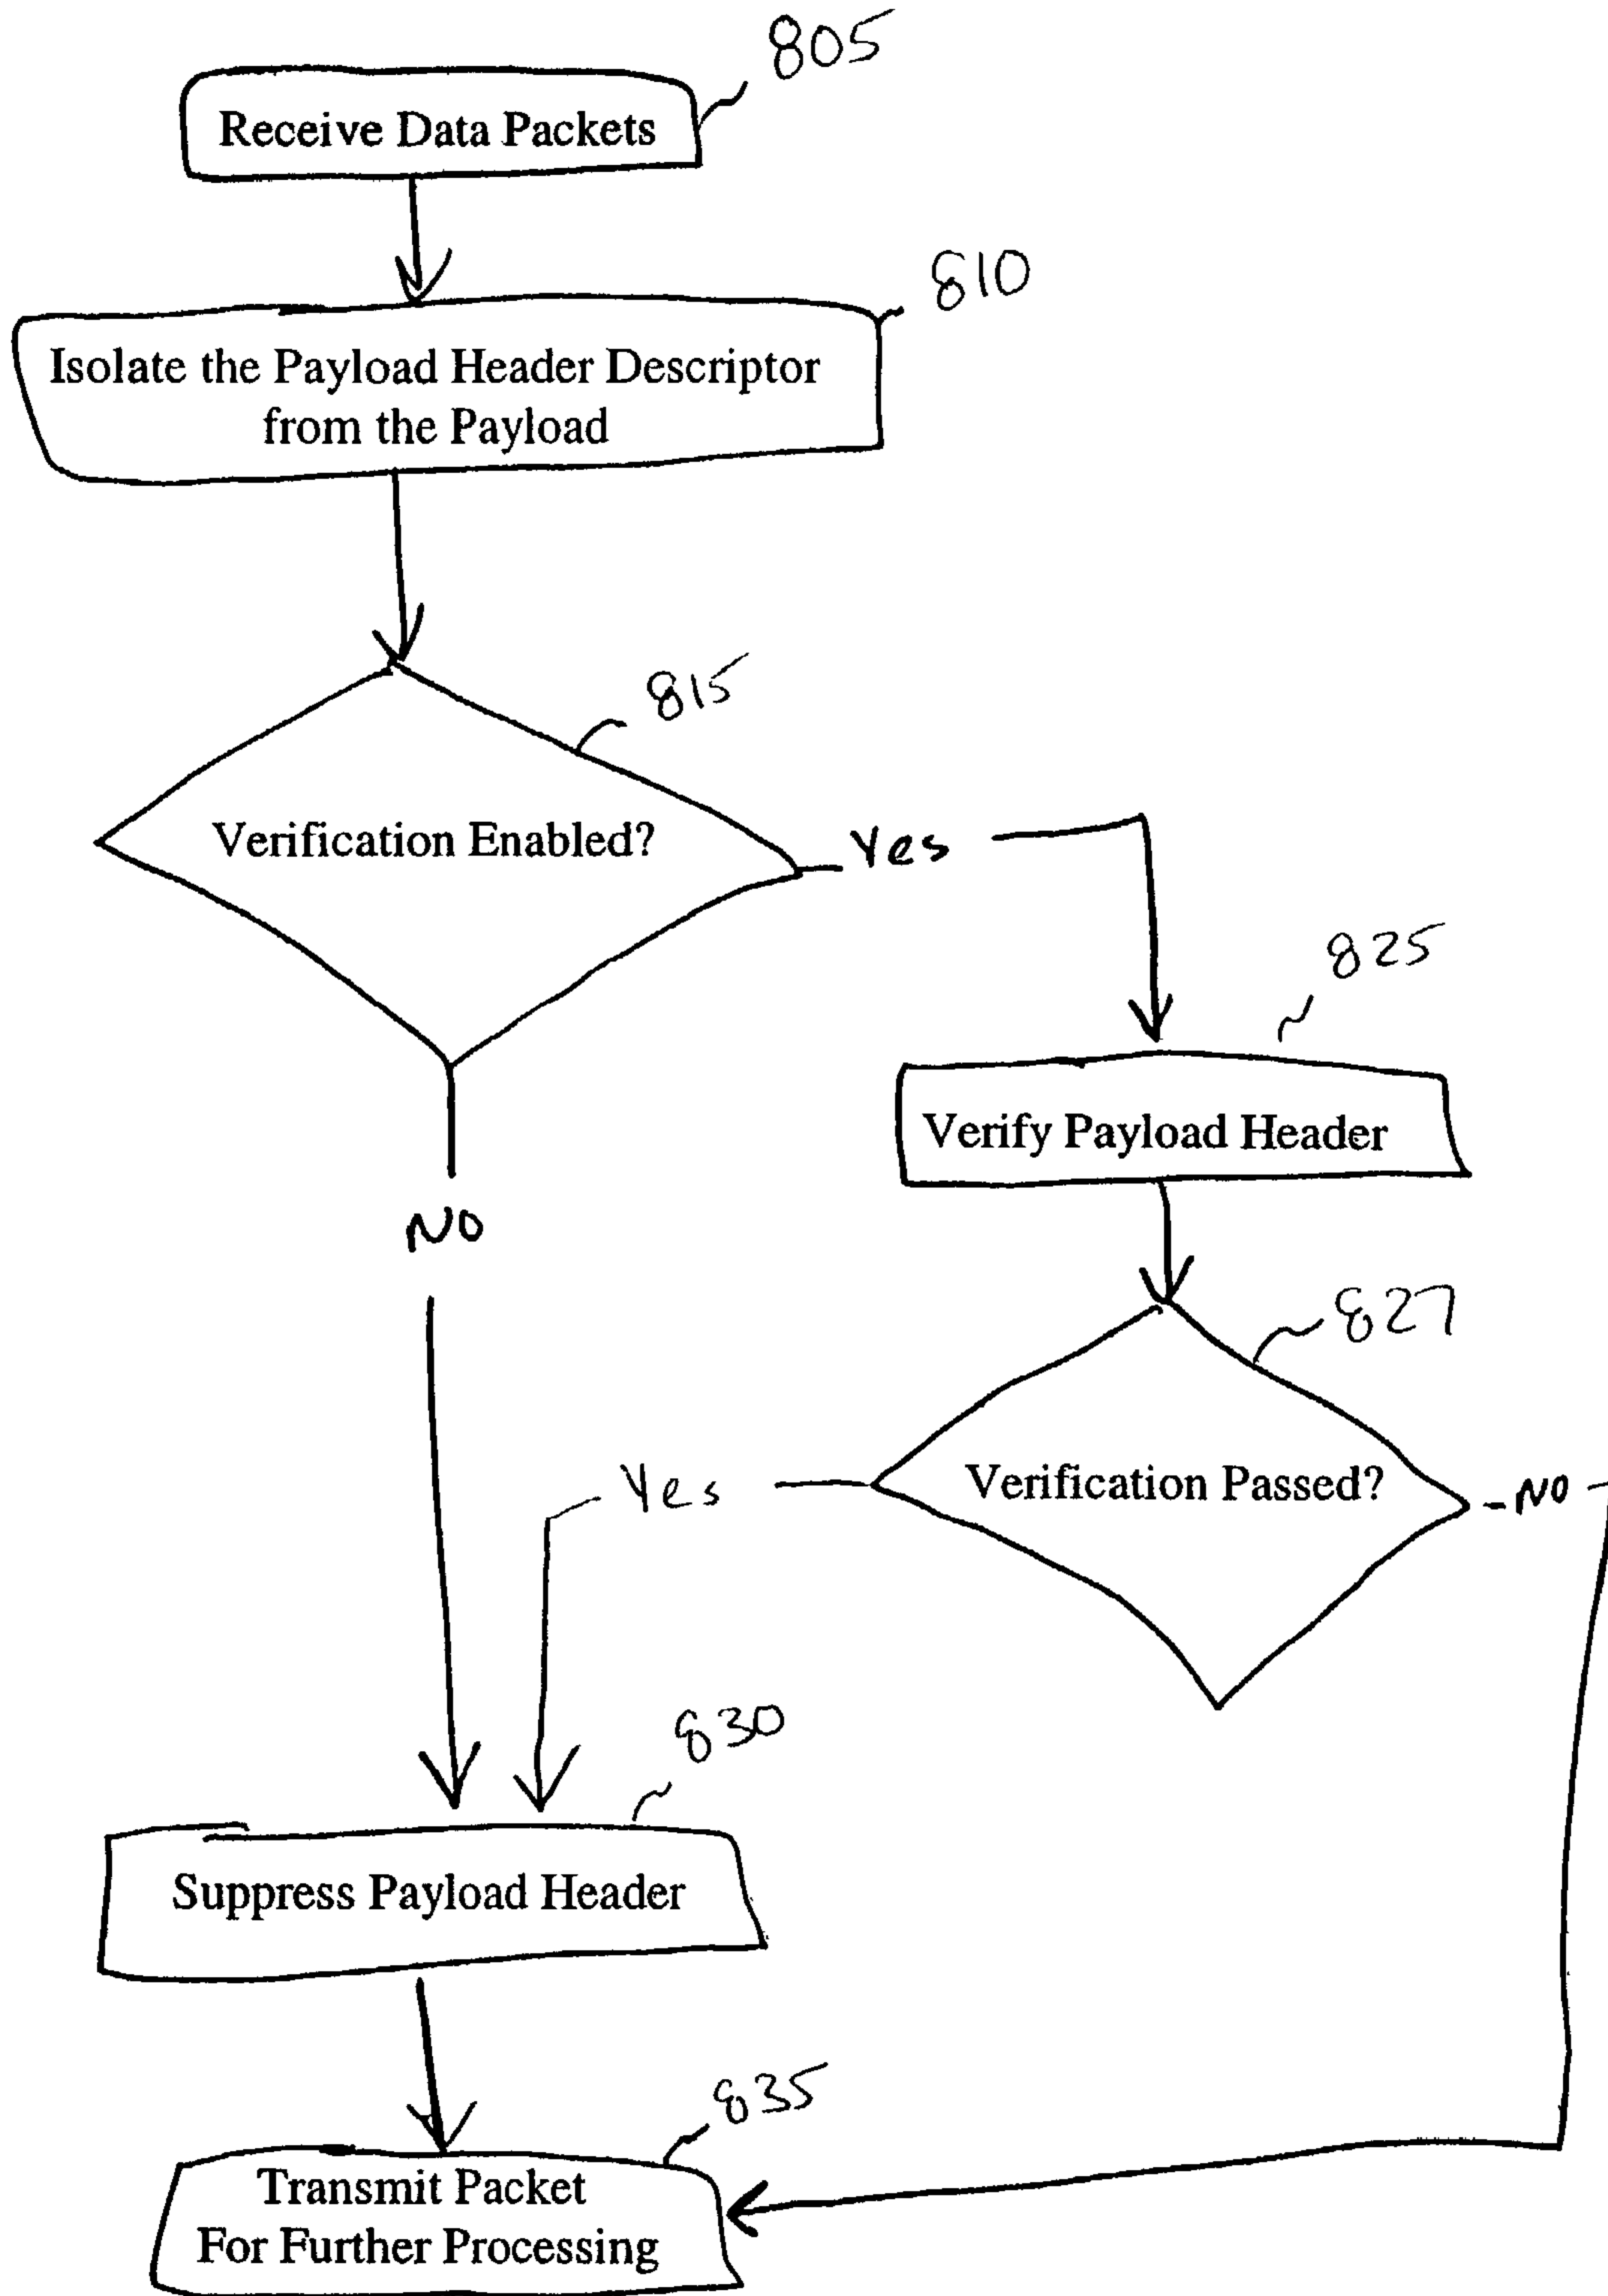 805
Receive Data Packets
810
Isolate the Payload Header Descriptor
from the Payload
815
Verification Enabled?
Yes
825
Verify Payload Header
NO
827
Yes
Verification Passed?
NO
830
Suppress Payload Header
835
Transmit Packet
For Further Processing